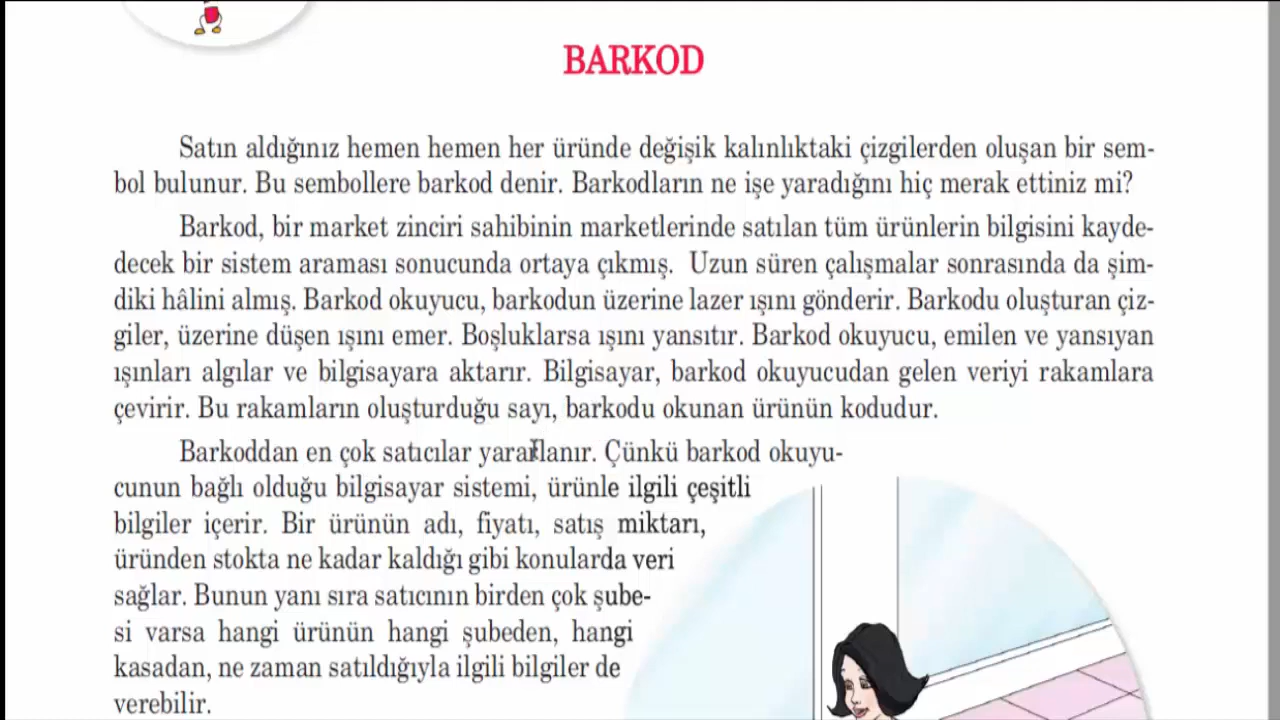 BARKOD
Satın aldığınız hemen hemen her üründe değişik kalınlıktaki çizgilerden oluşan bir sem-
bol bulunur. Bu sembollere barkod denir. Barkodların ne işe yaradığını hiç merak ettiniz mi?
Barkod, bir market zinciri sahibinin marketlerinde satılan tüm ürünlerin bilgisini kayde-
decek bir sistem araması sonucunda ortaya çıkmış. Uzun süren çalışmalar sonrasında da şim-
diki hâlini almış. Barkod okuyucu, barkodun üzerine lazer ışını gönderir. Barkodu oluşturan çiz-
giler, üzerine düşen ışını emer. Boşluklarsa ışını yansıtır. Barkod okuyucu, emilen ve yansıyan
ışınları algılar ve bilgisayara aktarır. Bilgisayar, barkod okuyucudan gelen veriyi rakamlara
çevirir. Bu rakamların oluşturduğu sayı, barkodu okunan ürünün kodudur.
Barkoddan en çok satıcılar yararlanır. Çünkü barkod okuyu-
cunun bağlı olduğu bilgisayar sistemi, ürünle ilgili çeşitli
bilgiler içerir. Bir ürünün adı, fiyatı, satış miktarı,
üründen stokta ne kadar kaldığı gibi konularda veri
sağlar. Bunun yanı sıra satıcının birden çok şube-
si varsa hangi ürünün hangi şubeden, hangi
kasadan, ne zaman satıldığıyla ilgili bilgiler de
verebilir.